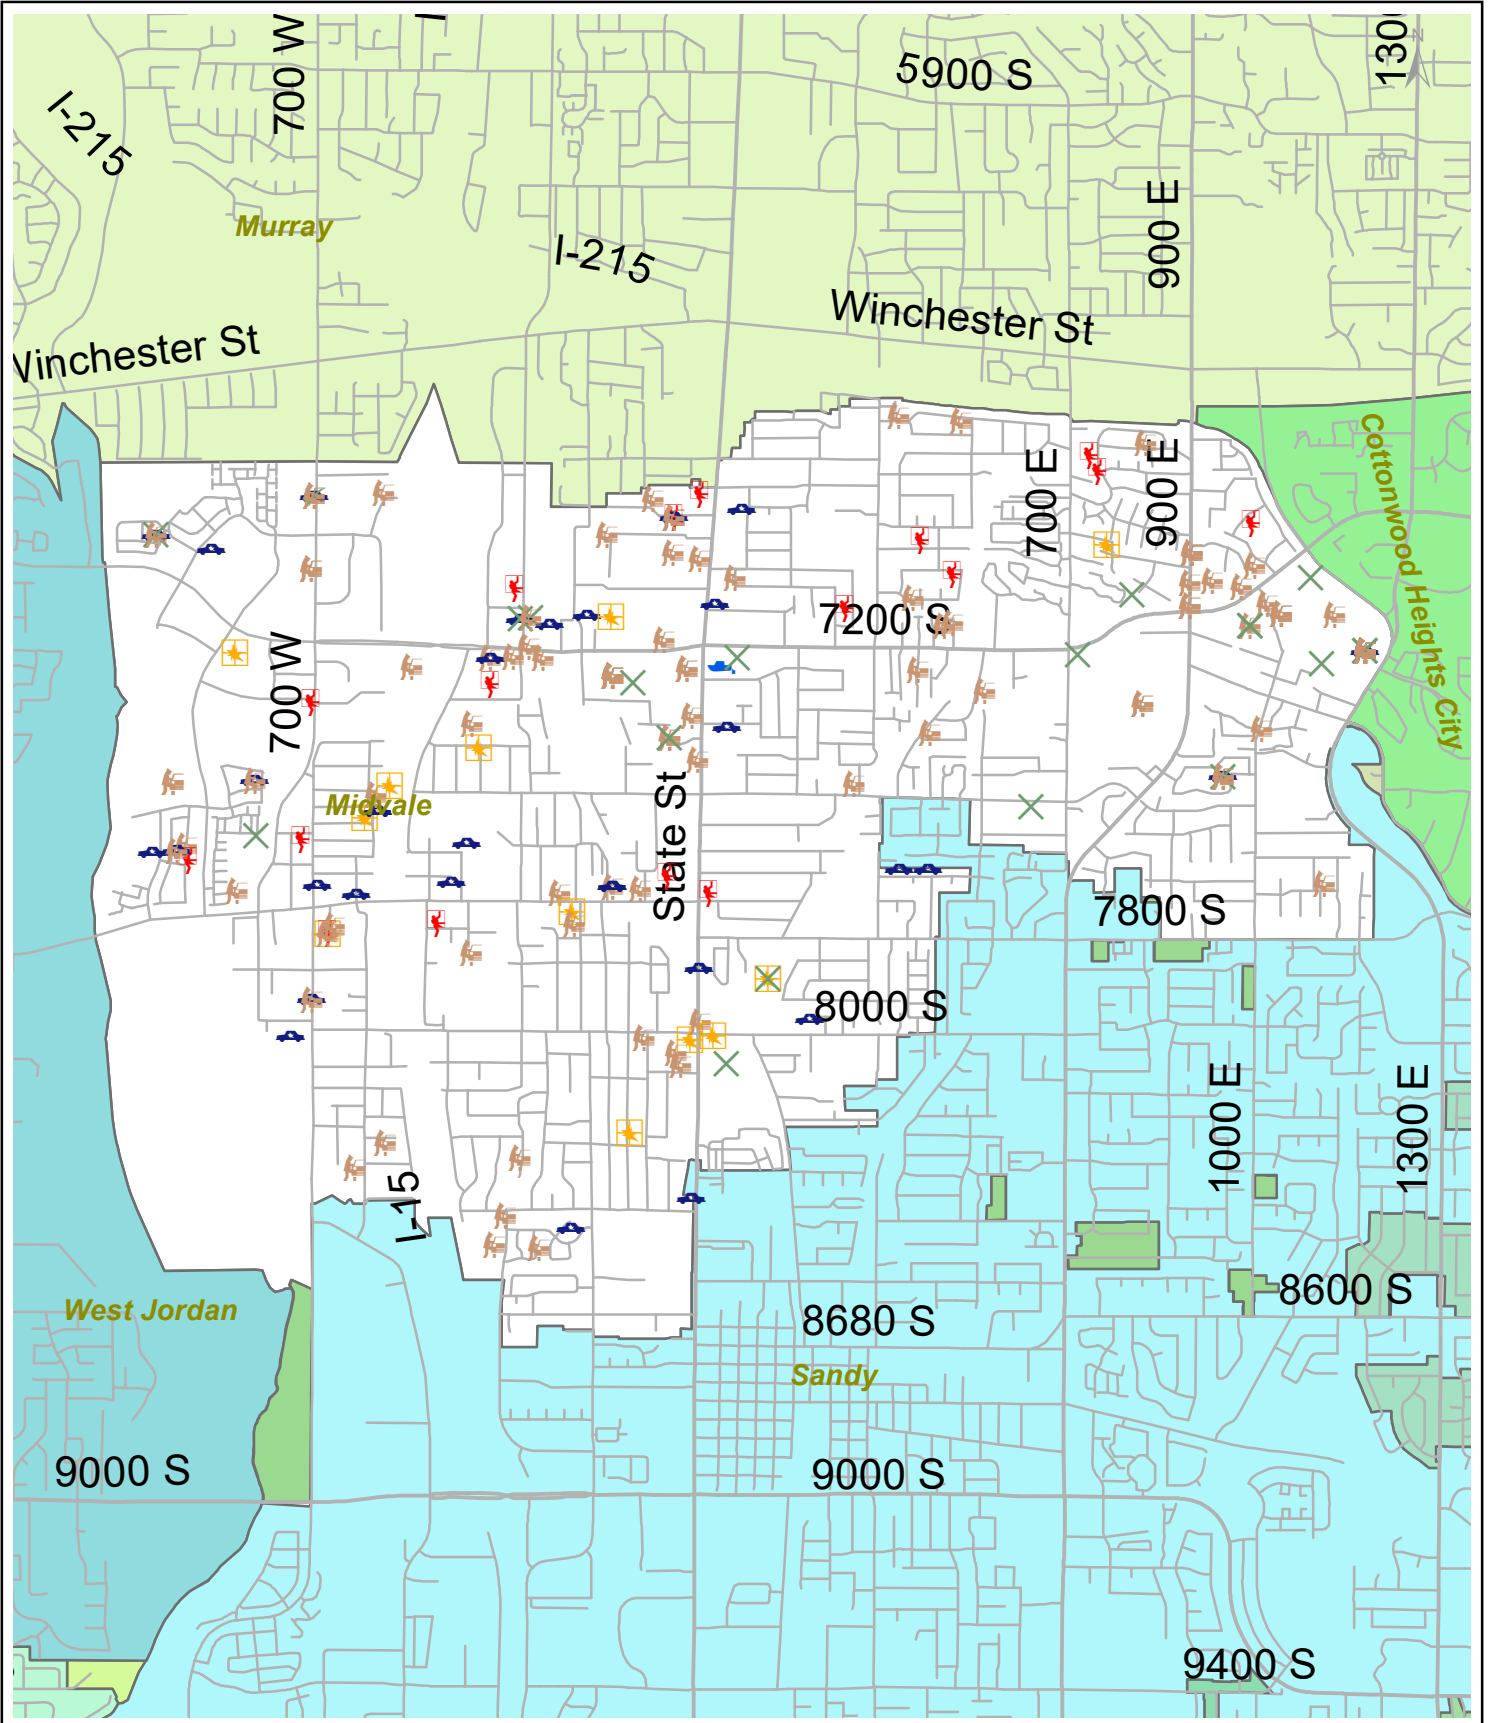 700 W
1300
5900 S
I-215
900 E
Murray
I-215
Winchester St
Winchester St
Cottonwood Heights City
700 E
900 E
7200 S
700 W
Midvale
State St
7800 S
8000 S
1000 E
1300 E
I-15
8600 S
West Jordan
8680 S
Sandy
9000 S
9000 S
9400 S